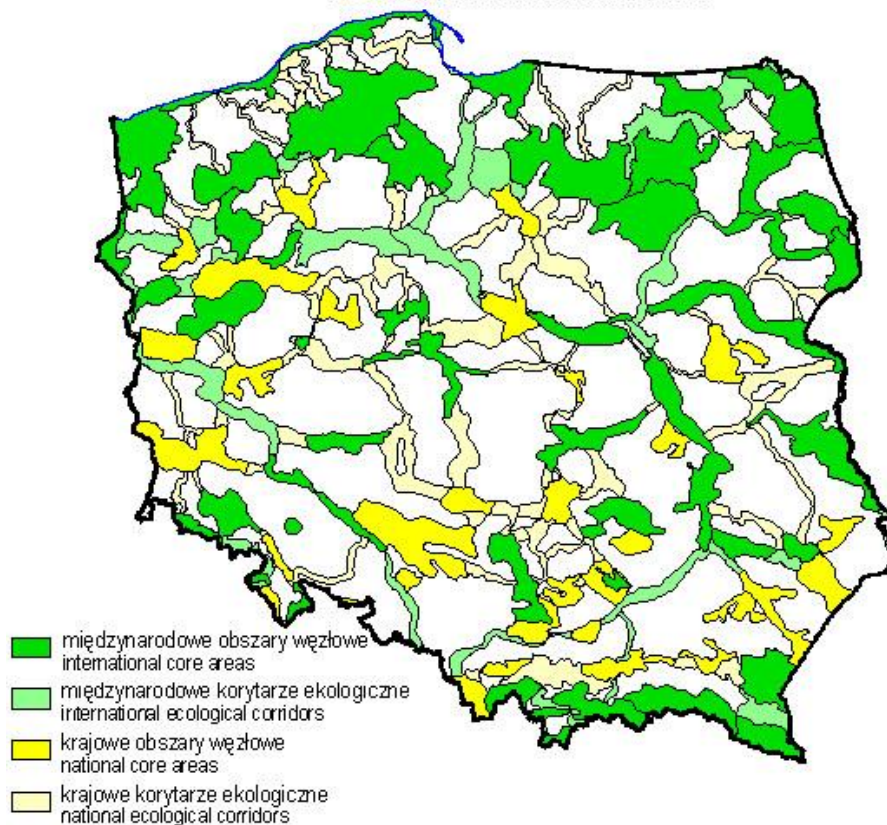 międzynarodowe obszary węzłowe
international core areas
międzynarodowe korytarze ekologiczne
international ecological corridors
krajowe obszary węzłowe
national core areas
krajowe korytarze ekologiczne
national ecological corridors